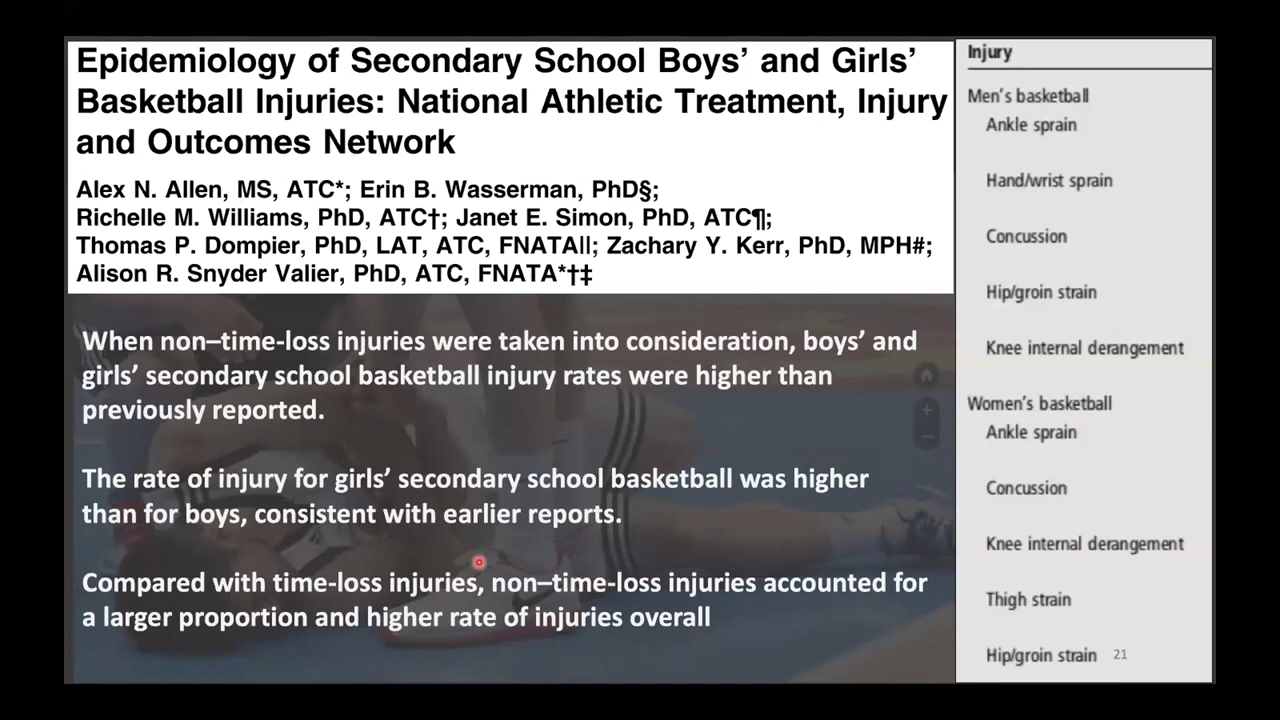 Epidemiology of Secondary School Boys’ and Girls’
Basketball Injuries: National Athletic Treatment, Injury
and Outcomes Network
Alex N. Allen, MS, ATC*; Erin B. Wasserman, PhD§;
Richelle M. Williams, PhD, ATC†; Janet E. Simon, PhD, ATC¶;
Thomas P. Dompier, PhD, LAT, ATC, FNATA||; Zachary Y. Kerr, PhD, MPH#;
Alison R. Snyder Valier, PhD, ATC, FNATA*†‡
When non–time-loss injuries were taken into consideration, boys’ and
girls’ secondary school basketball injury rates were higher than
previously reported.
The rate of injury for girls’ secondary school basketball was higher
than for boys, consistent with earlier reports.
Compared with time-loss injuries, non–time-loss injuries accounted for
a larger proportion and higher rate of injuries overall
Injury
Men’s basketball
Ankle sprain
Hand/wrist sprain
Concussion
Hip/groin strain
Knee internal derangement
Women’s basketball
Ankle sprain
Concussion
Knee internal derangement
Thigh strain
Hip/groin strain
21